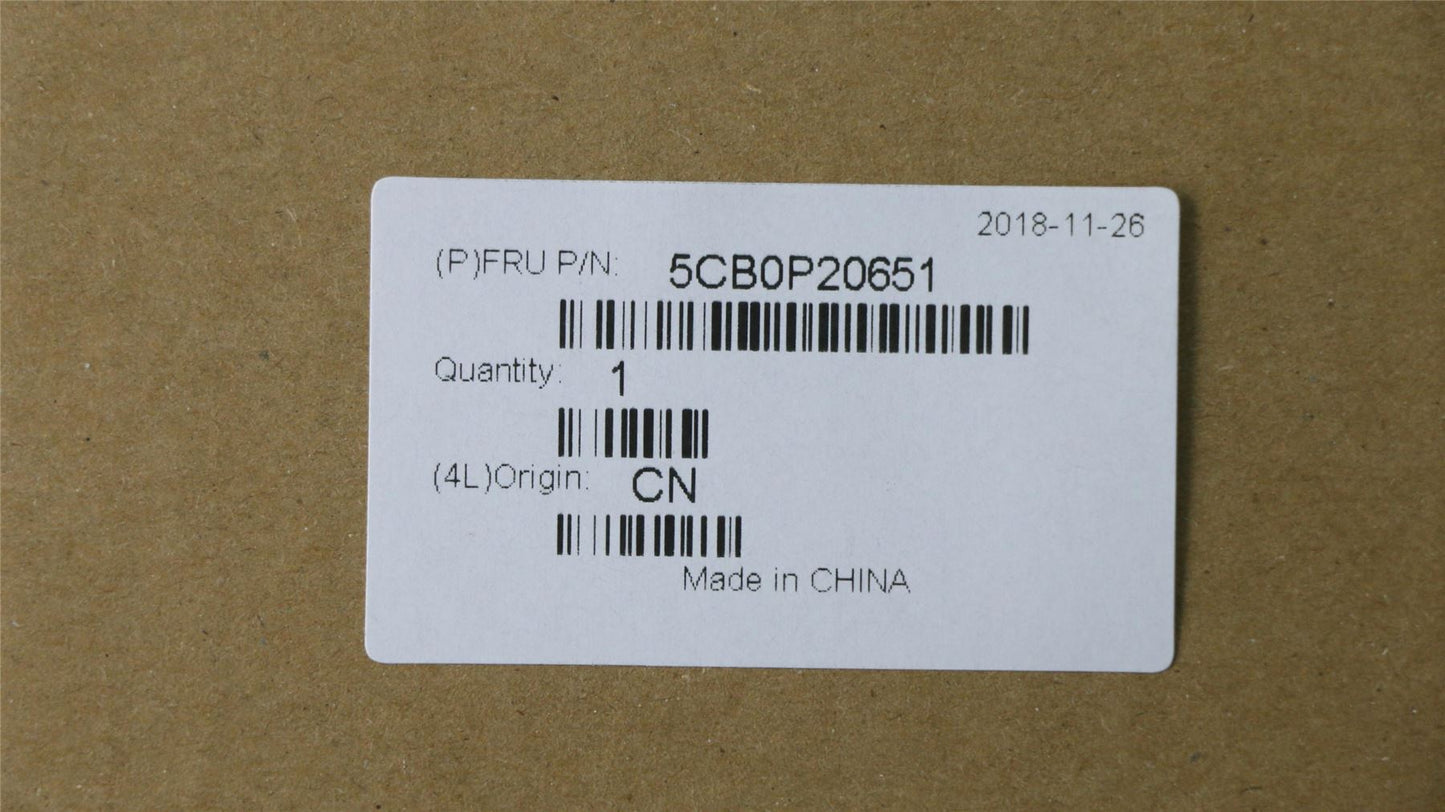 2018-11-26
(P)FRU P/N: 5CB0P20651
Quantity: 1
(4L)Origin: CN
Made in CHINA